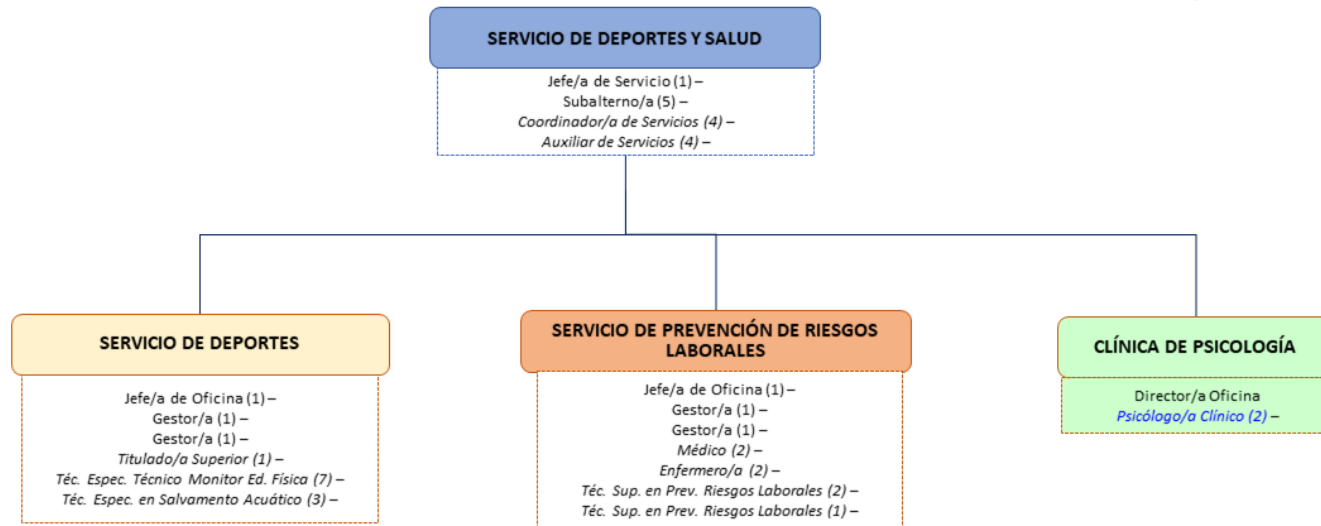 SERVICIO DE DEPORTES Y SALUD
Jefe/a de Servicio (1) –
Subalterno/a (5) –
Coordinador/a de Servicios (4) –
Auxiliar de Servicios (4) –
SERVICIO DE DEPORTES
Jefe/a de Oficina (1) –
Gestor/a (1) –
Gestor/a (1) –
Titulado/a Superior (1) –
Téc. Espec. Técnico Monitor Ed. Física (7) –
Téc. Espec. en Salvamento Acuático (3) –
SERVICIO DE PREVENCIÓN DE RIESGOS
LABORALES
Jefe/a de Oficina (1) –
Gestor/a (1) –
Gestor/a (1) –
Médico (2) –
Enfermero/a (2) –
Téc. Sup. en Prev. Riesgos Laborales (2) –
Téc. Sup. en Prev. Riesgos Laborales (1) –
CLÍNICA DE PSICOLOGÍA
Director/a Oficina
Psicólogo/a Clínico (2) –